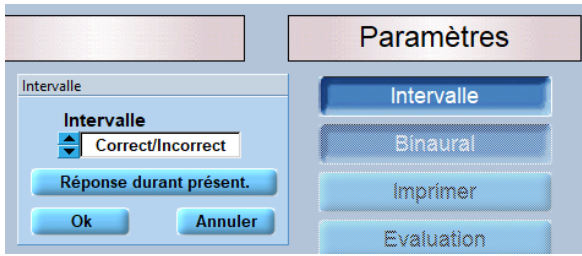 Paramètres
Intervalle
Intervalle
Correct/Incorrect
Réponse durant présent.
Ok Annuler
Intervalle
Binaural
Imprimer
Evaluation